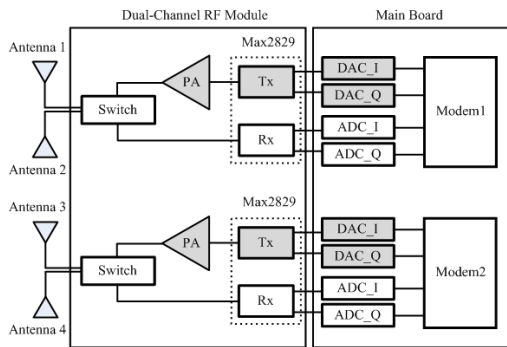 Dual-Channel RF Module
Main Board
Antenna 1
Max2829
PA
Tx
DAC_I
DAC_Q
Switch
Modem1
Rx
ADC_I
ADC_Q
Antenna 2
Antenna 3
Max2829
PA
Tx
DAC_I
DAC_Q
Switch
Modem2
Rx
ADC_I
ADC_Q
Antenna 4